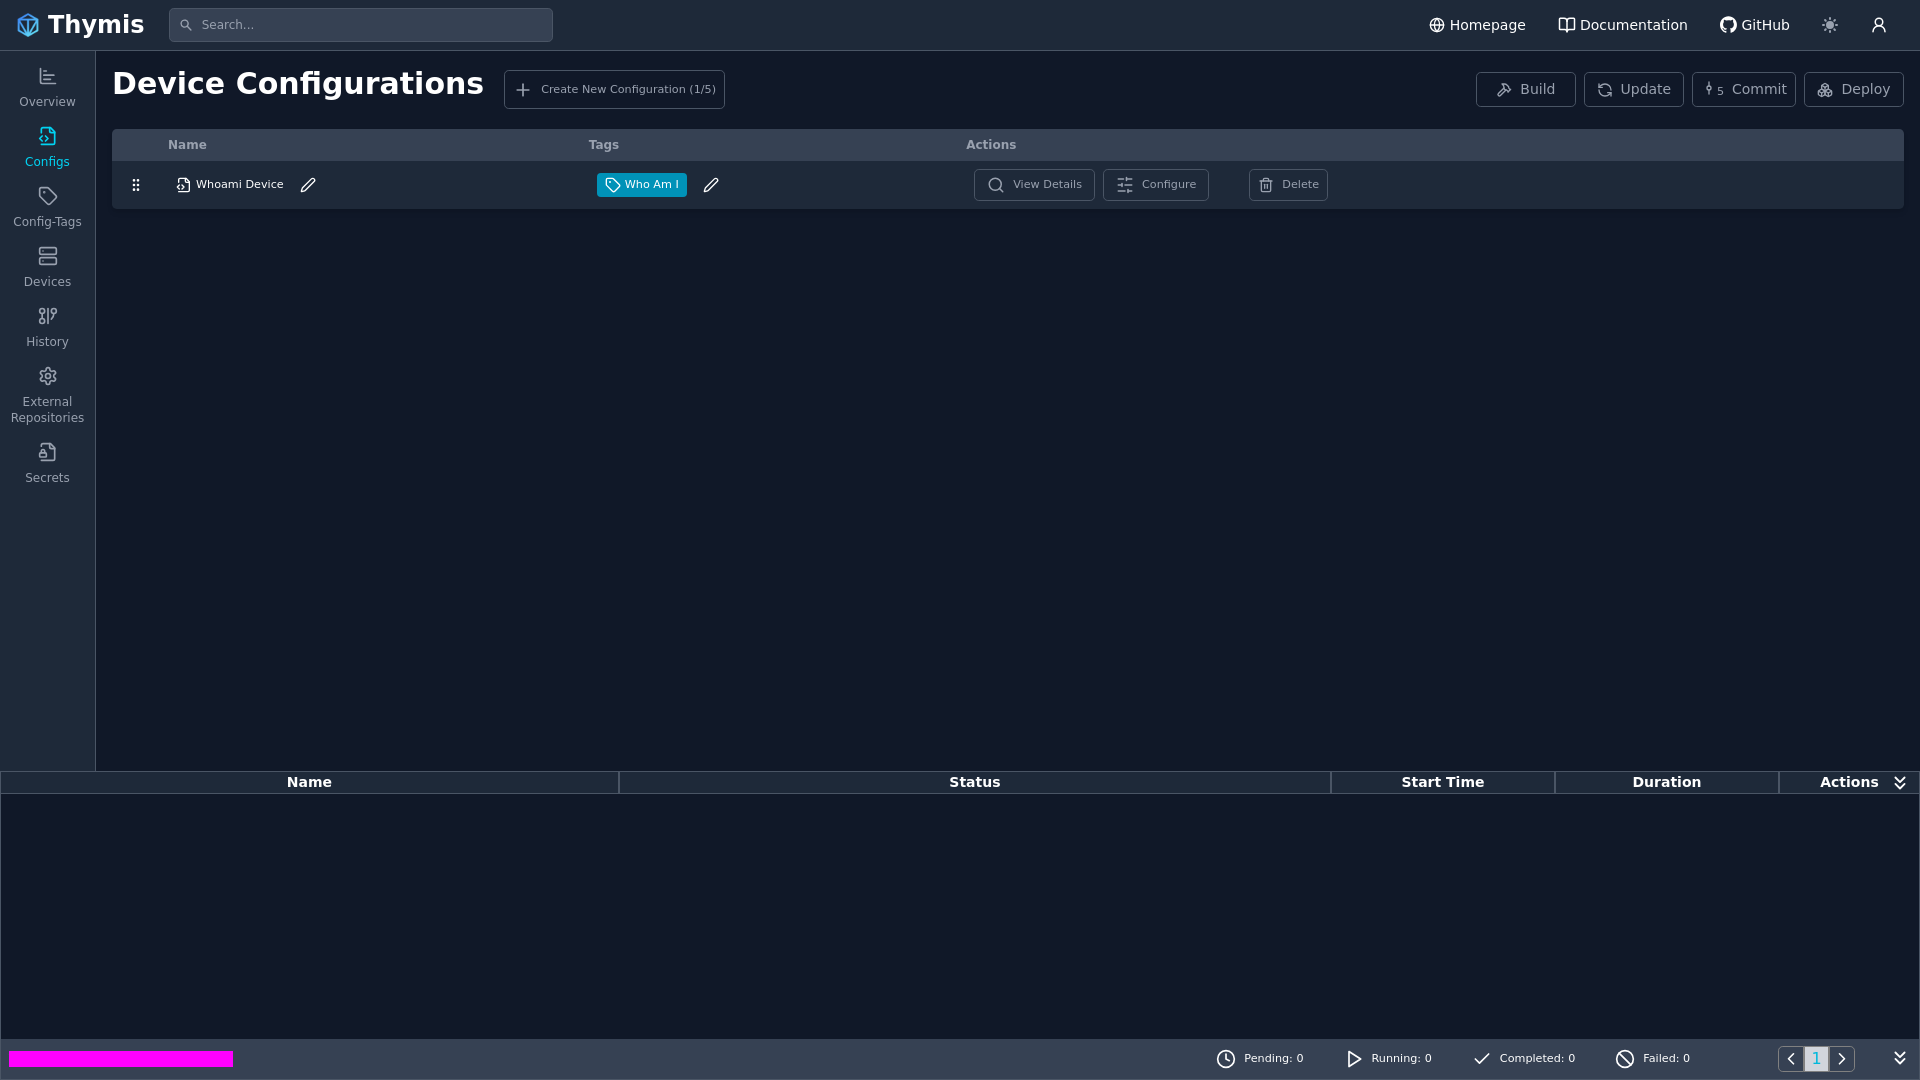 Thymis
Search...
Homepage
Documentation
GitHub
Overview
Configs
Config-Tags
Devices
History
External
Repositories
Secrets
Device Configurations
Create New Configuration (1/5)
Build
Update
5 Commit
Deploy
Name Tags Actions
Whoami Device Who Am I View Details Configure Delete
Name Status Start Time Duration Actions
Pending: 0 Running: 0 Completed: 0 Failed: 0 1